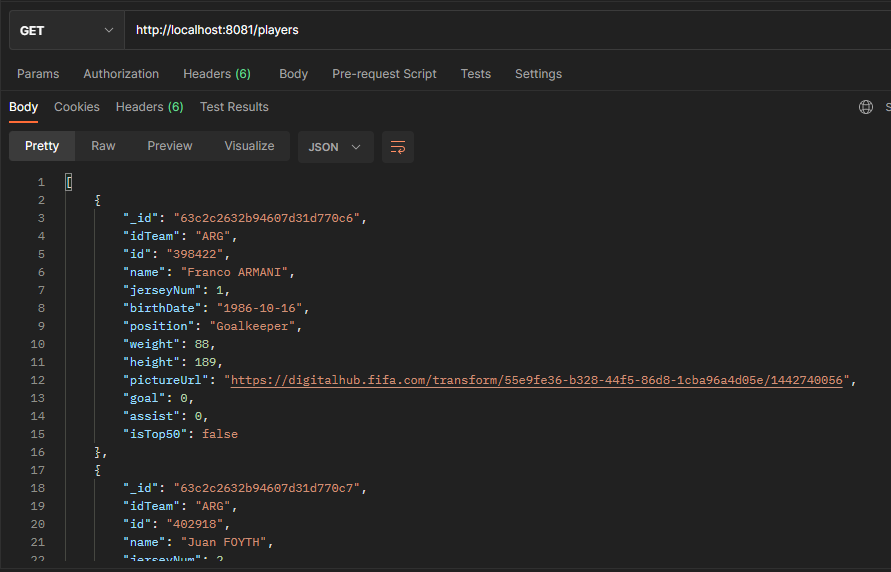 GET http://localhost:8081/players
Params Authorization Headers (6) Body Pre-request Script Tests Settings
Body Cookies Headers (6) Test Results S
Pretty Raw Preview Visualize JSON
1 [
2 {
3 "_id": "63c2c2632b94607d31d770c6",
4 "idTeam": "ARG",
5 "id": "398422",
6 "name": "Franco ARMANI",
7 "jerseyNum": 1,
8 "birthDate": "1986-10-16",
9 "position": "Goalkeeper",
10 "weight": 88,
11 "height": 189,
12 "pictureUrl": "https://digitalhub.fifa.com/transform/55e9fe36-b328-44f5-86d8-1cba96a4d05e/1442740056",
13 "goal": 0,
14 "assist": 0,
15 "isTop50": false
16 },
17 {
18 "_id": "63c2c2632b94607d31d770c7",
19 "idTeam": "ARG",
20 "id": "402918",
21 "name": "Juan FOYTH",
22 "jerseyNum": 2